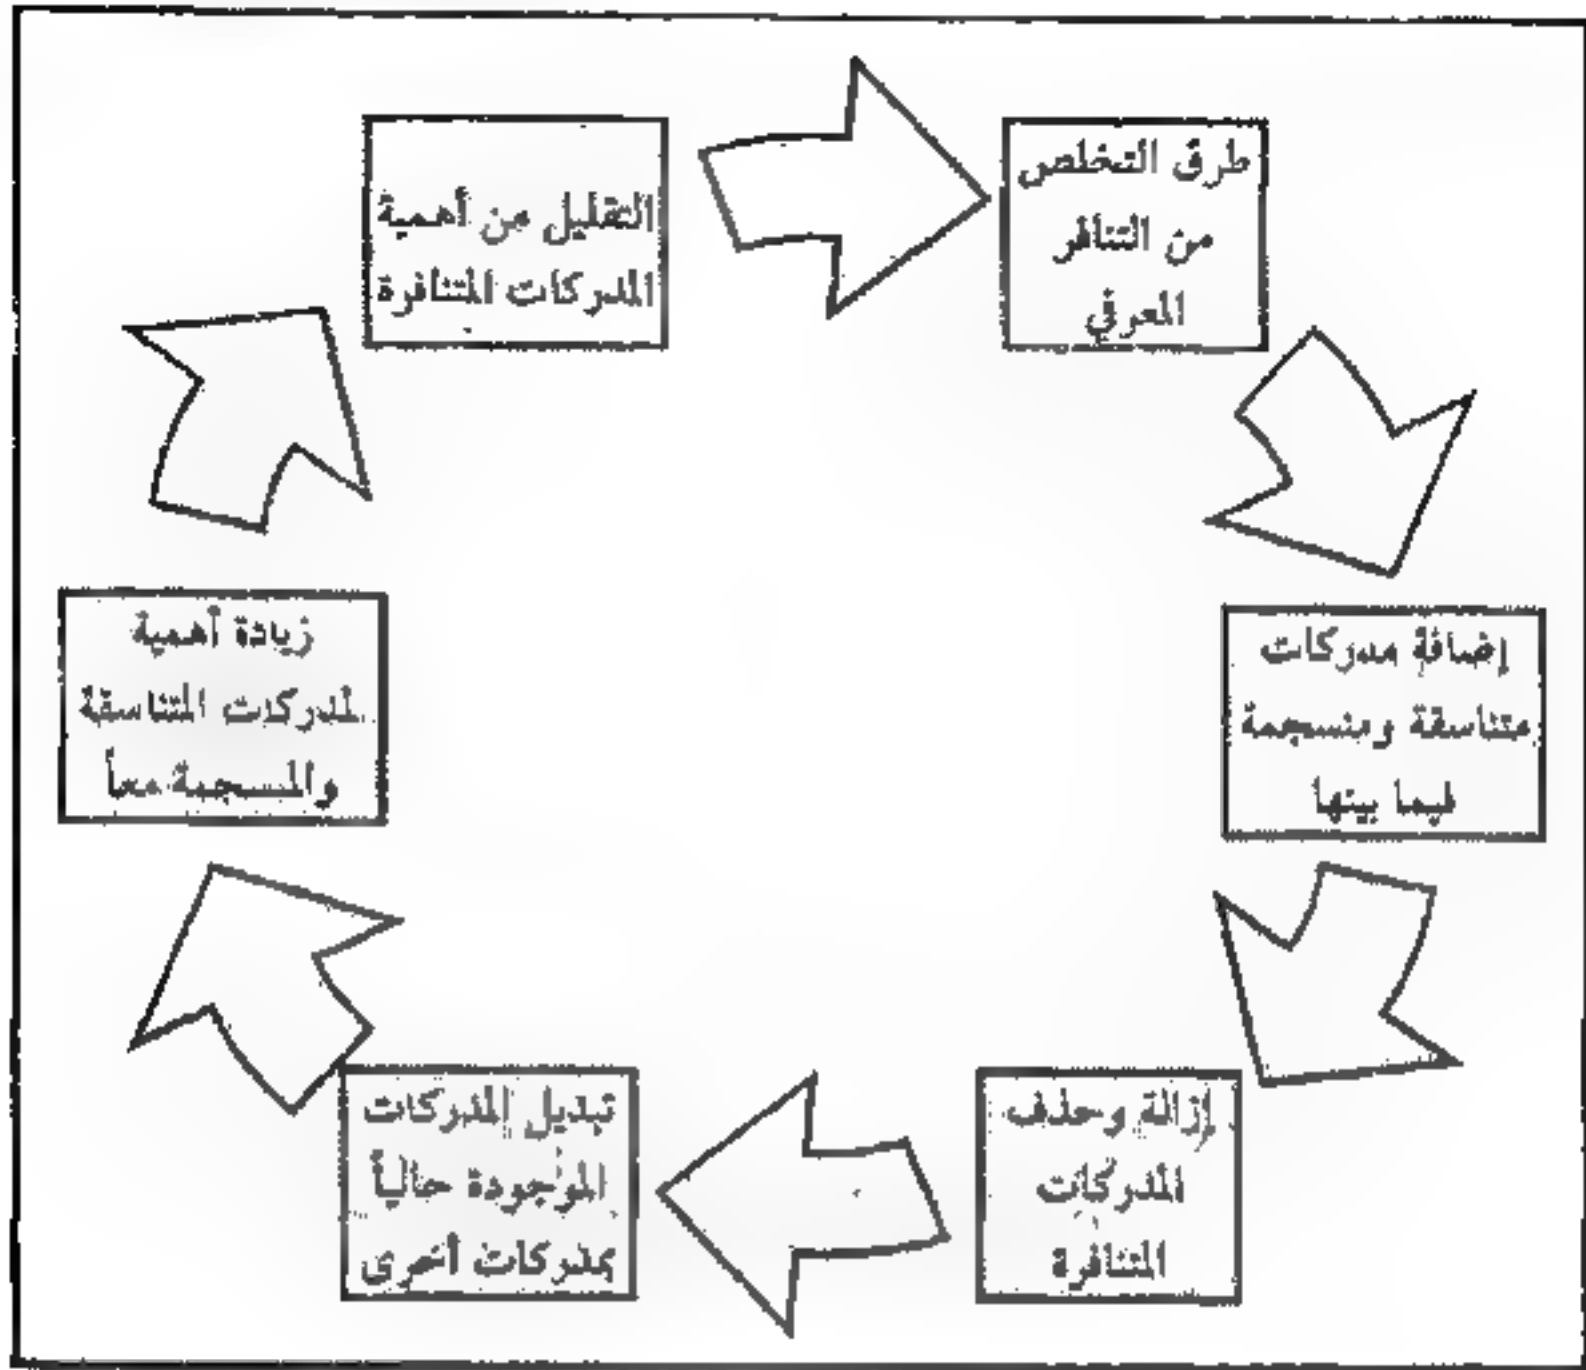 طرق التخلص
من التنافر
المعرفي
إضافة مدركات
متناسقة ومنسجمة
فيما بينها
إزالة وحذف
المدركات
المتنافرة
تبديل المدركات
الموجودة حالياً
بمدركات أخرى
زيادة أهمية
المدركات المتناسقة
والمنسجمة معاً
التقليل من أهمية
المدركات المتنافرة